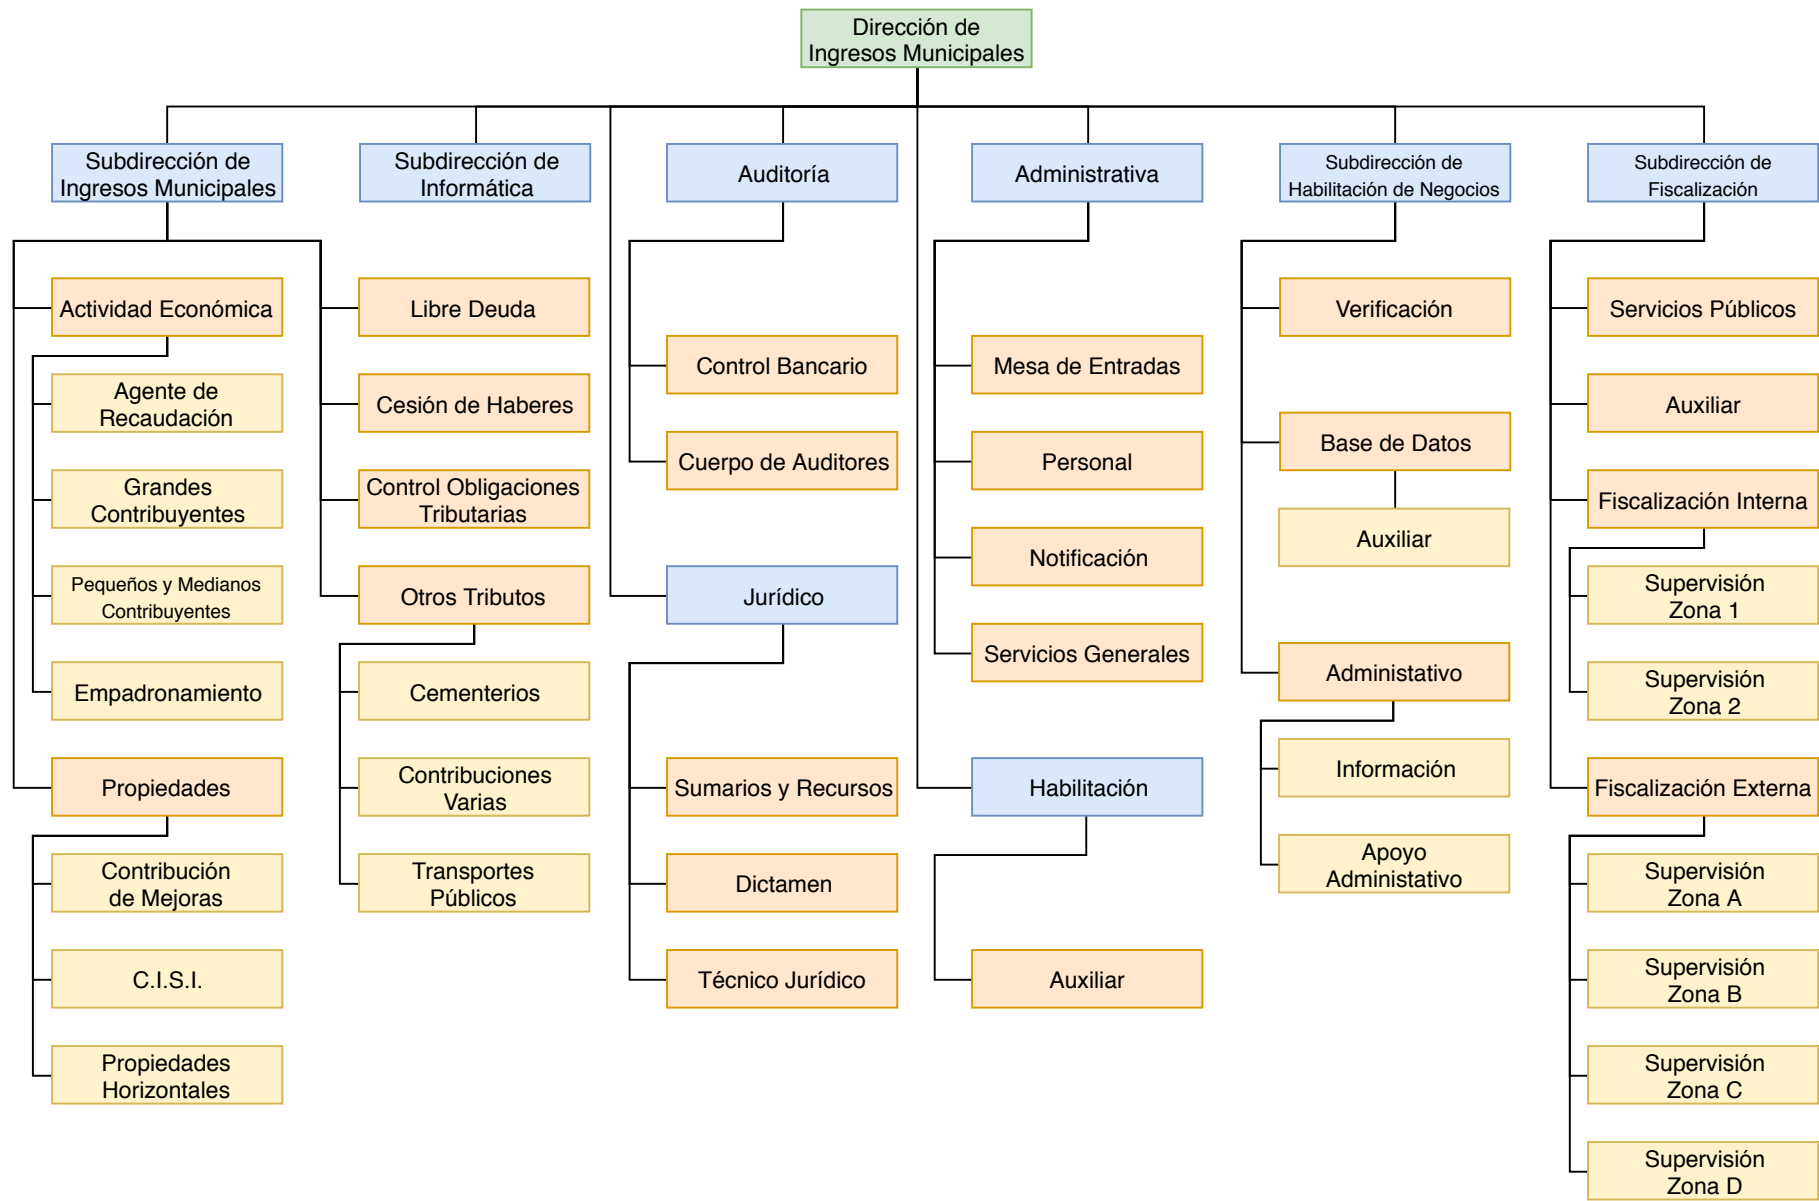 Dirección de
Ingresos Municipales
Subdirección de
Ingresos Municipales
Subdirección de
Informática
Auditoría
Administrativa
Subdirección de
Habilitación de Negocios
Subdirección de
Fiscalización
Actividad Económica
Agente de
Recaudación
Grandes
Contribuyentes
Pequeños y Medianos
Contribuyentes
Empadronamiento
Propiedades
Contribución
de Mejoras
C.I.S.I.
Propiedades
Horizontales
Libre Deuda
Cesión de Haberes
Control Obligaciones
Tributarias
Otros Tributos
Cementerios
Contribuciones
Varias
Transportes
Públicos
Control Bancario
Cuerpo de Auditores
Jurídico
Sumarios y Recursos
Dictamen
Técnico Jurídico
Mesa de Entradas
Personal
Notificación
Servicios Generales
Habilitación
Auxiliar
Verificación
Base de Datos
Auxiliar
Administativo
Información
Apoyo
Administativo
Servicios Públicos
Auxiliar
Fiscalización Interna
Supervisión
Zona 1
Supervisión
Zona 2
Fiscalización Externa
Supervisión
Zona A
Supervisión
Zona B
Supervisión
Zona C
Supervisión
Zona D